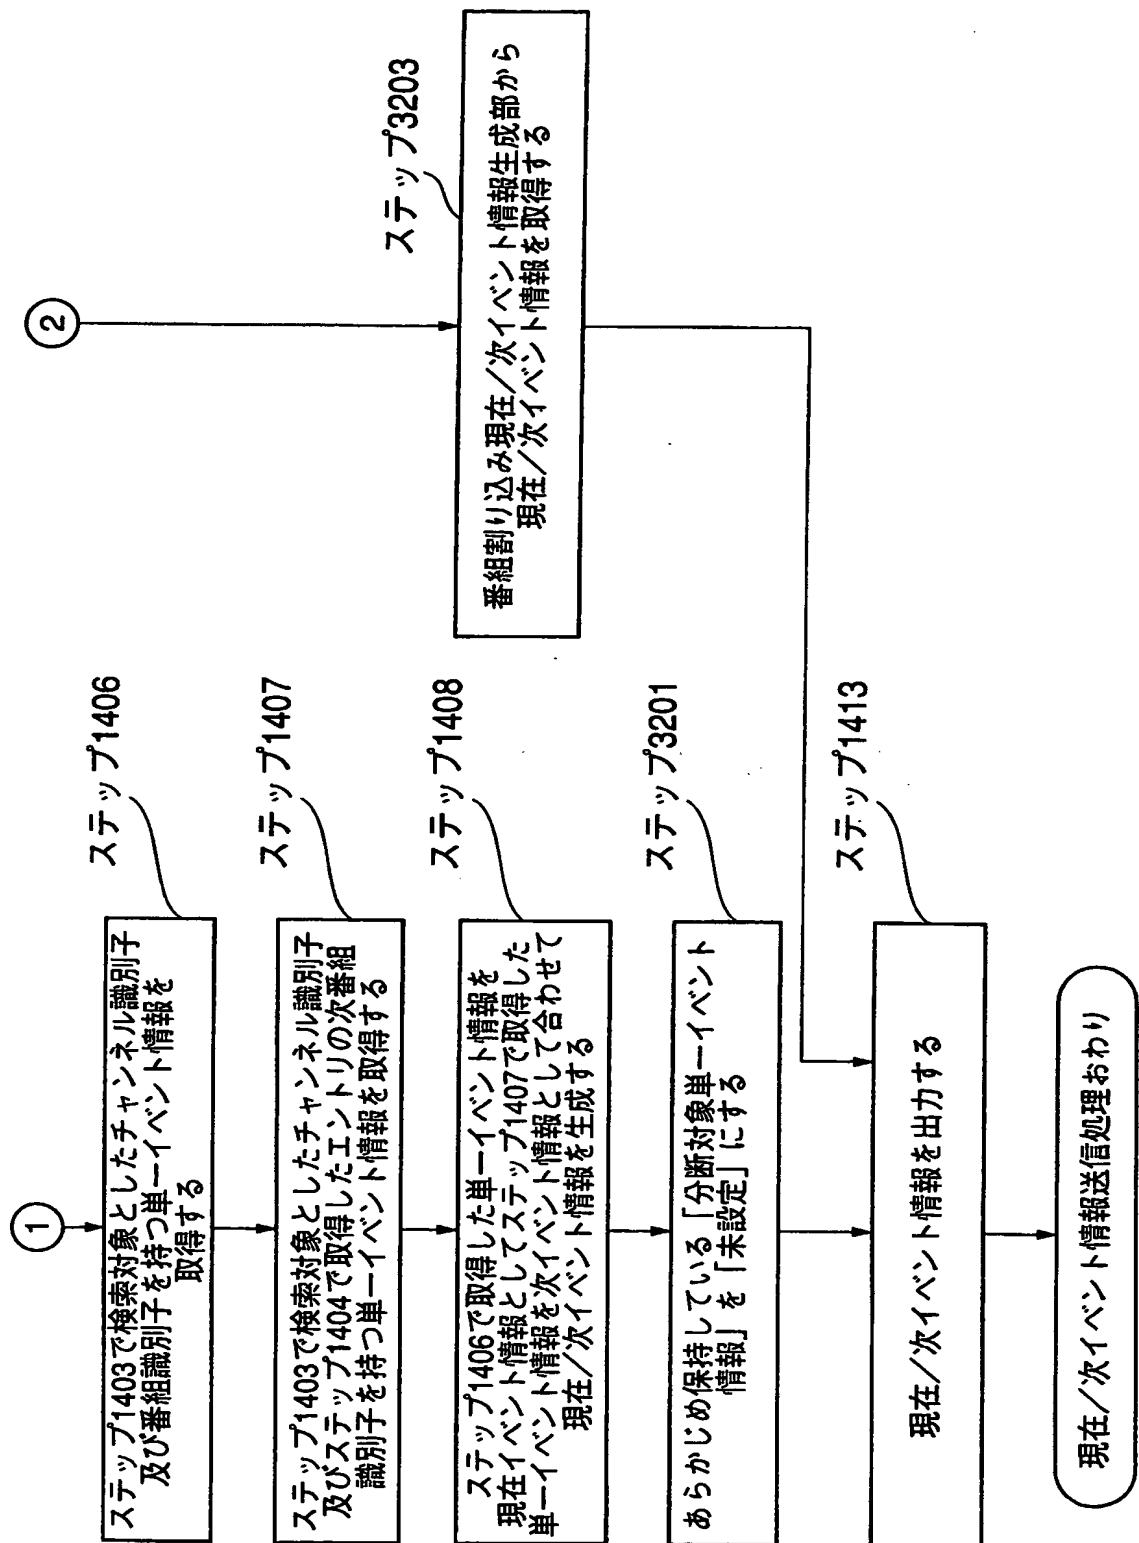 ①
ステップ1406
ステップ1403で検索対象としたチャンネル識別子
及び番組識別子を持つ単一イベント情報を
取得する
ステップ1407
ステップ1403で検索対象としたチャンネル識別子
及びステップ1404で取得したエントリの次番組
識別子を持つ単一イベント情報を取得する
ステップ1408
ステップ1406で取得した単一イベント情報を
現在イベント情報としてステップ1407で取得した
単一イベント情報を次イベント情報として合わせて
現在/次イベント情報を生成する
ステップ3201
あらかじめ保持している「分断対象単一イベント
情報」を「未設定」にする
②
ステップ3203
番組割り込み現在/次イベント情報生成部から
現在/次イベント情報を取得する
ステップ1413
現在/次イベント情報を出力する
現在/次イベント情報送信処理おわり